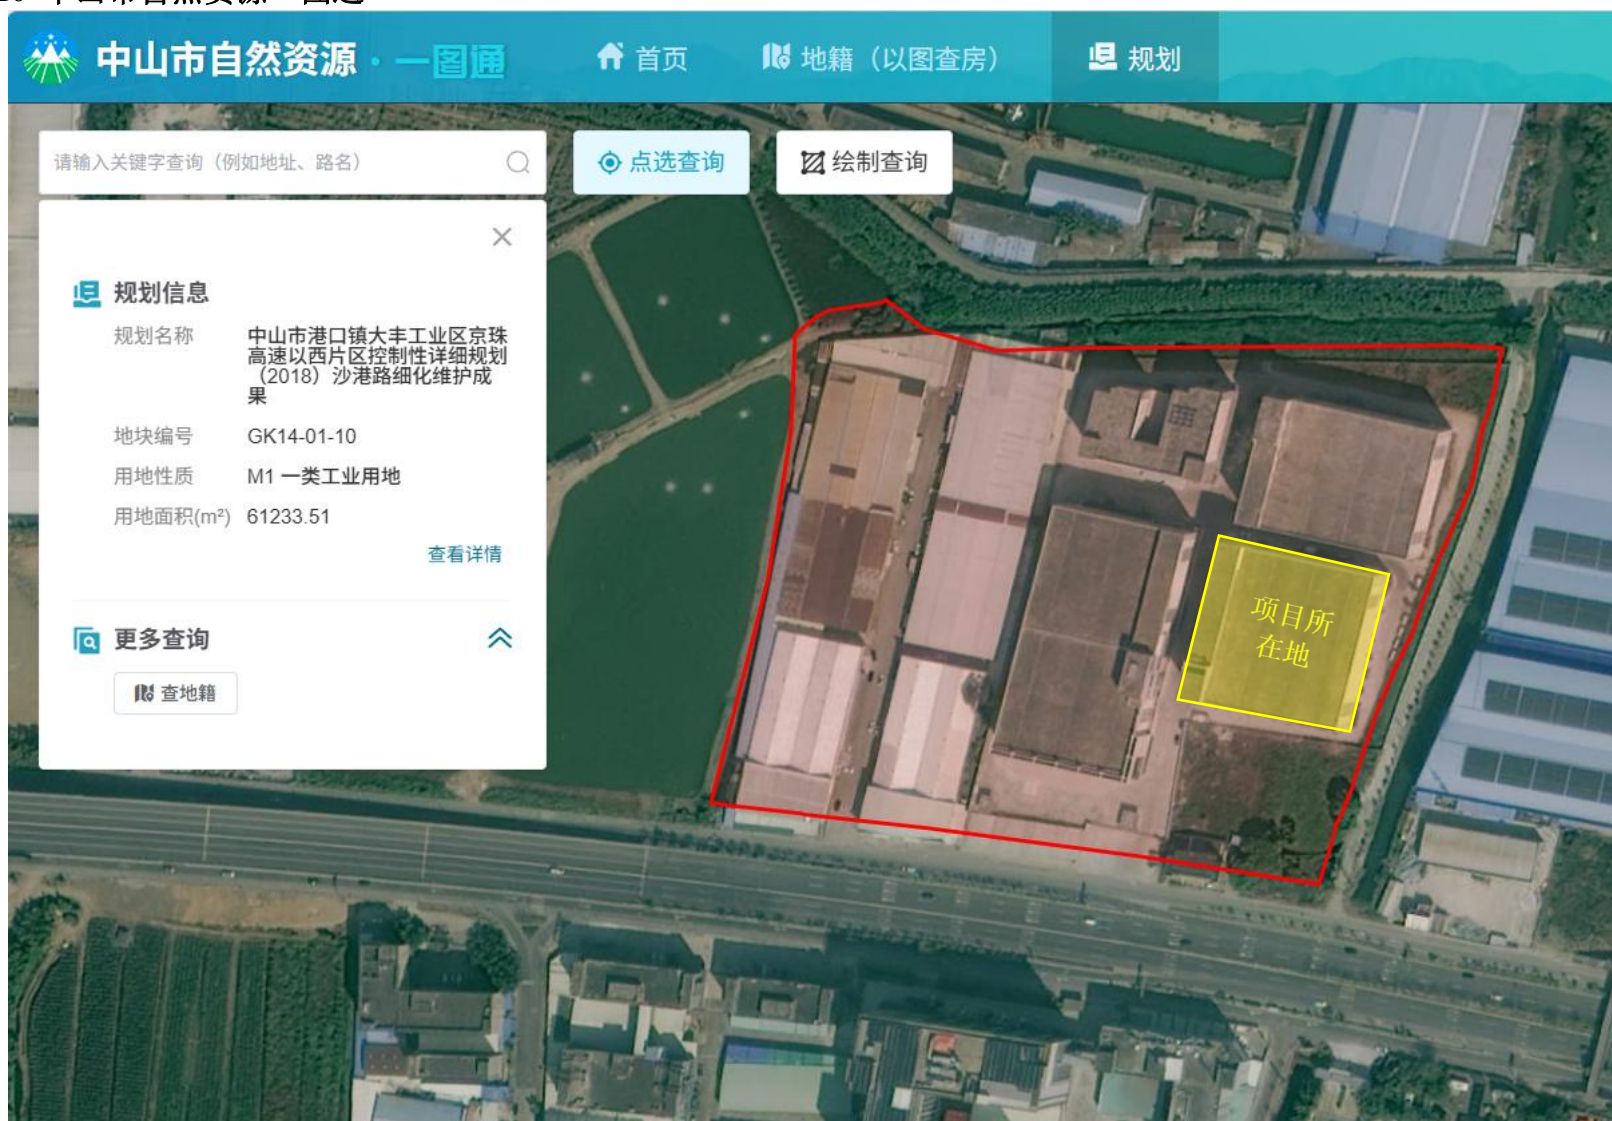 中山市自然资源·一图通
首页
地籍（以图查房）
规划
请输入关键字查询（例如地址、路名）
点选查询
绘制查询
规划信息
规划名称
中山市港口镇大丰工业区京珠
高速以西片区控制性详细规划
（2018）沙港路细化维护成
果
地块编号
GK14-01-10
用地性质
M1 一类工业用地
用地面积(m²)
61233.51
查看详情
更多查询
查地籍
项目所
在地